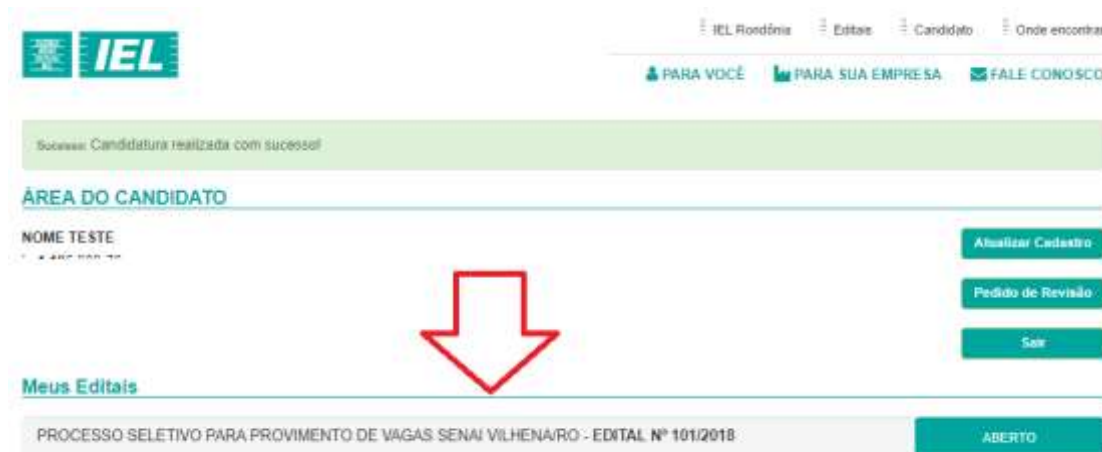 IEL
IEL Rondônia Editais Candidato Onde encontrar
PARA VOCÊ PARA SUA EMPRESA FALE CONOSCO
Sucesso: Candidatura realizada com sucesso!
ÁREA DO CANDIDATO
NOME TESTE
Atualizar Cadastro
Pedido de Revisão
Sair
Meus Editais
PROCESSO SELETIVO PARA PROVIMENTO DE VAGAS SENAI VILHENA/RO - EDITAL Nº 101/2018 ABERTO